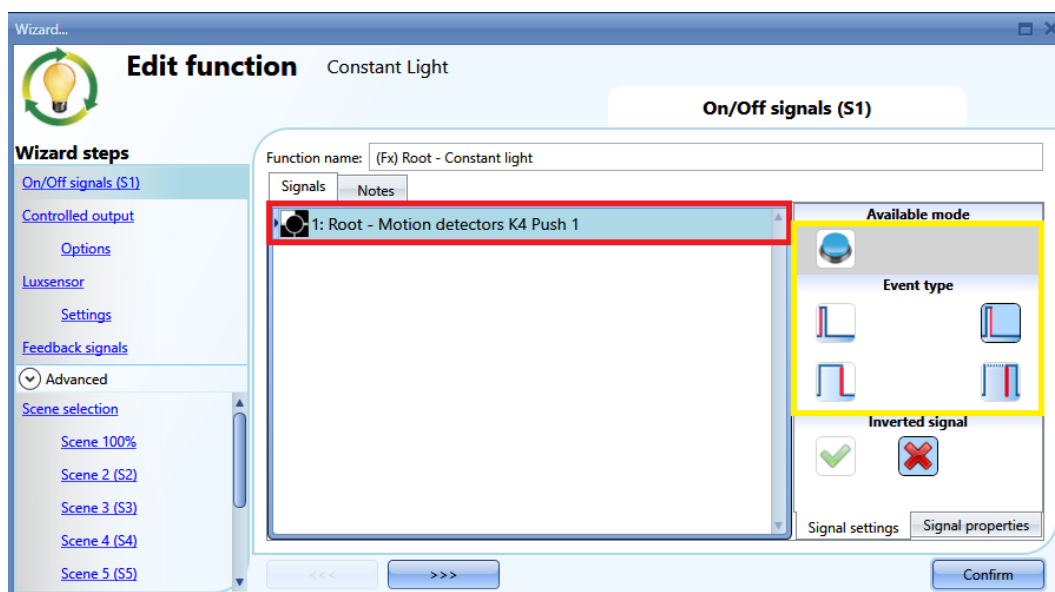 Wizard...
Edit function Constant Light
On/Off signals (S1)
Wizard steps
On/Off signals (S1)
Controlled output
Options
Luxsensor
Settings
Feedback signals
Advanced
Scene selection
Scene 100%
Scene 2 (S2)
Scene 3 (S3)
Scene 4 (S4)
Scene 5 (S5)
Function name: (Fx) Root - Constant light
Signals Notes
1: Root - Motion detectors K4 Push 1
Available mode
Event type
Inverted signal
Signal settings Signal properties
<<< >>> Confirm